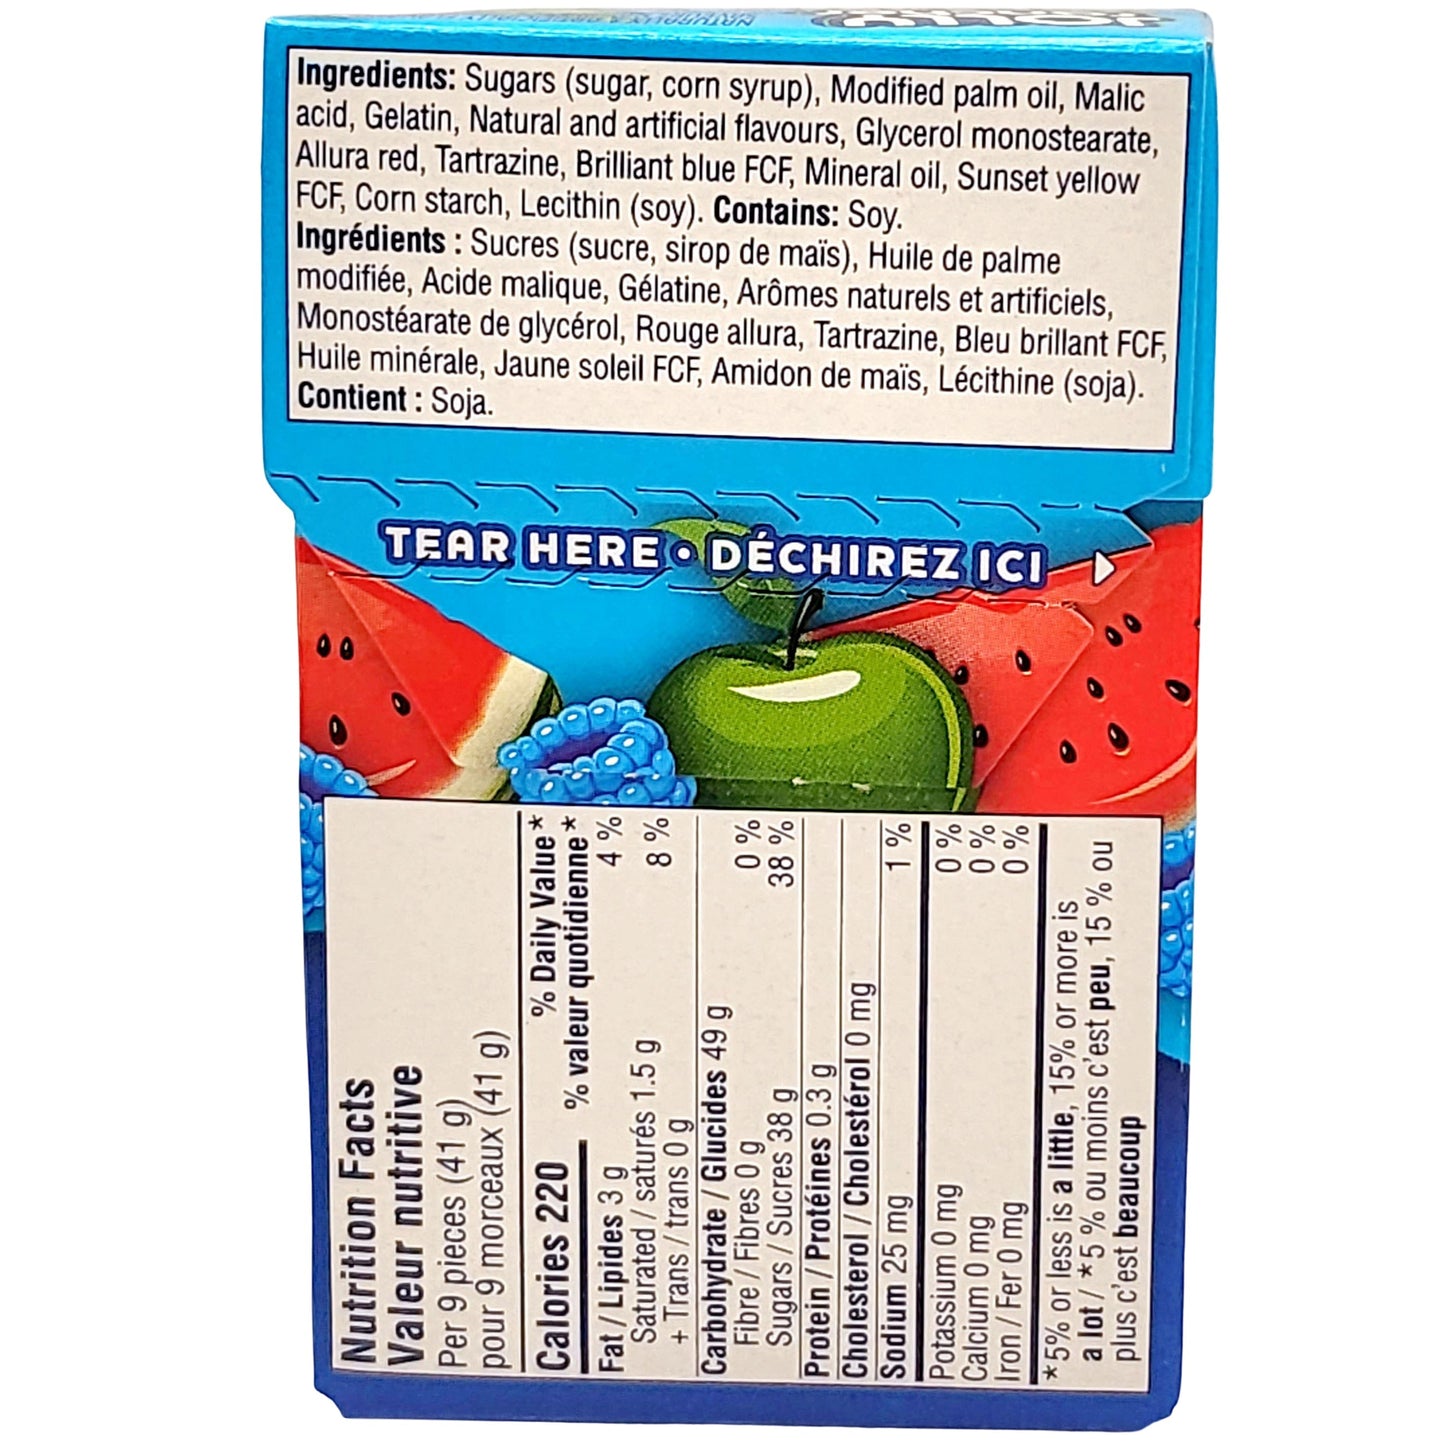 JOLLY
Ingredients: Sugars (sugar, corn syrup), Modified palm oil, Malic
acid, Gelatin, Natural and artificial flavours, Glycerol monostearate,
Allura red, Tartrazine, Brilliant blue FCF, Mineral oil, Sunset yellow
FCF, Corn starch, Lecithin (soy). Contains: Soy.
Ingrédients : Sucres (sucre, sirop de maïs), Huile de palme
modifiée, Acide malique, Gélatine, Arômes naturels et artificiels,
Monostéarate de glycérol, Rouge allura, Tartrazine, Bleu brillant FCF,
Huile minérale, Jaune soleil FCF, Amidon de maïs, Lécithine (soja).
Contient : Soja.
TEAR HERE • DÉCHIREZ ICI
Nutrition Facts
Valeur nutritive
Per 9 pieces (41 g)
pour 9 morceaux (41 g)
Calories 220 % Daily Value*
% valeur quotidienne*
Fat / Lipides 3 g 4 %
Saturated / saturés 1.5 g 8 %
+ Trans / trans 0 g
Carbohydrate / Glucides 49 g
Fibre / Fibres 0 g 0 %
Sugars / Sucres 38 g 38 %
Protein / Protéines 0.3 g
Cholesterol / Cholestérol 0 mg
Sodium 25 mg 1 %
Potassium 0 mg 0 %
Calcium 0 mg 0 %
Iron / Fer 0 mg 0 %
*5% or less is a little, 15% or more is
a lot / *5 % ou moins c'est peu, 15 % ou
plus c'est beaucoup